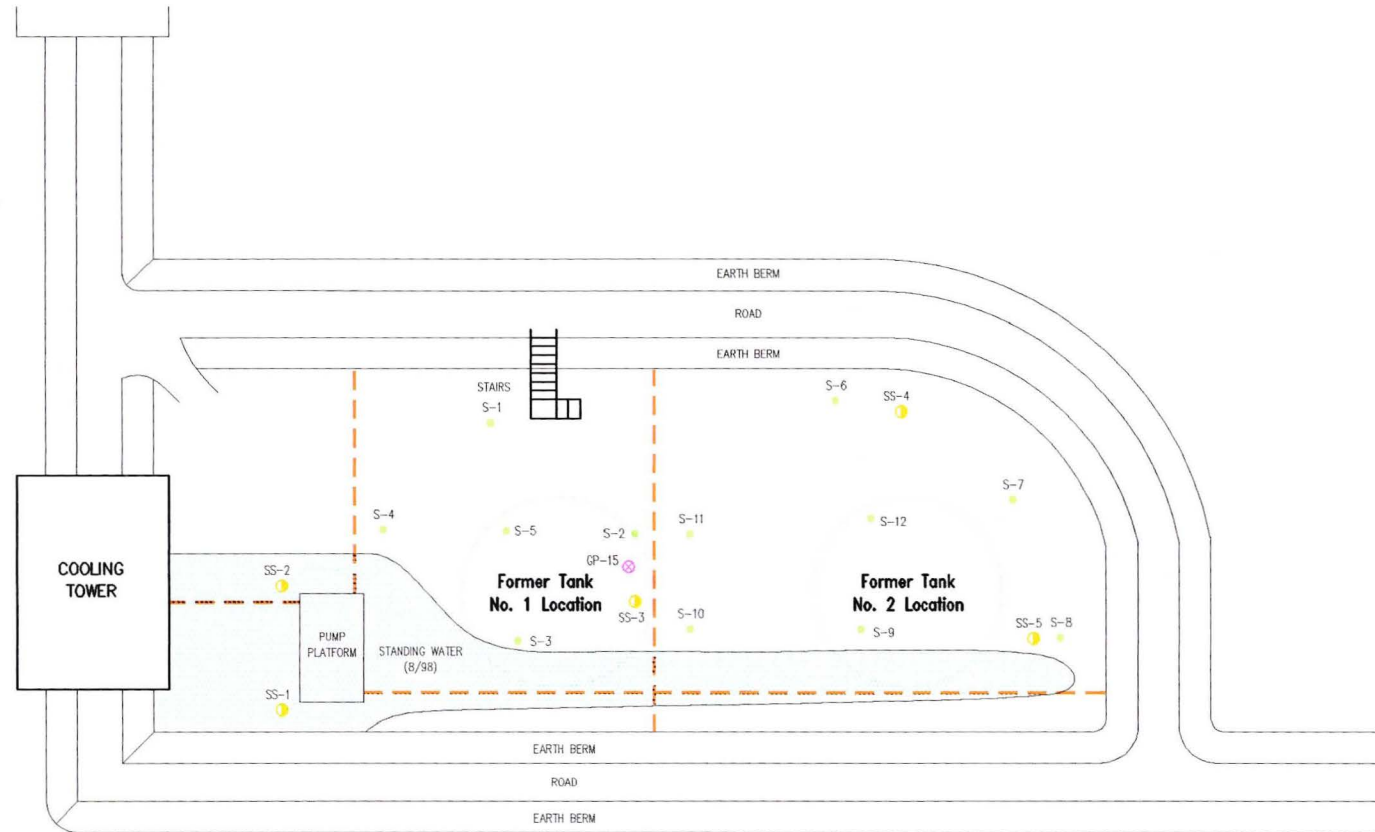 EARTH BERM
ROAD
EARTH BERM
STAIRS
S-1
S-6
SS-4
S-7
S-4
S-5
S-2
S-11
S-12
GP-15
COOLING
TOWER
SS-2
Former Tank
No. 1 Location
Former Tank
No. 2 Location
SS-3
S-10
S-9
SS-5
S-8
S-3
PUMP
PLATFORM
STANDING WATER
(8/98)
SS-1
EARTH BERM
ROAD
EARTH BERM